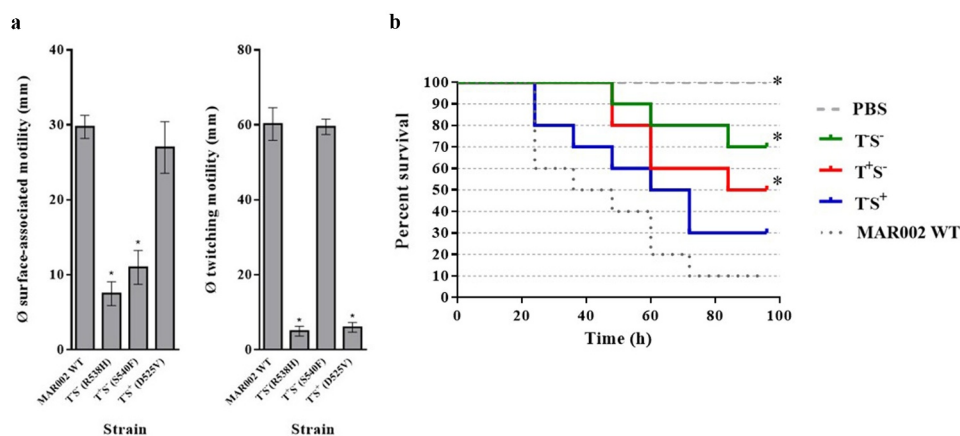 a
Ø surface-associated motility (mm)
40
30
20
10
0
MAR002 WT
T⁻S⁻ (R538H)
T⁺S⁻ (S540F)
T⁻S⁺ (D525V)
Strain
* *
Ø twitching motility (mm)
80
60
40
20
0
MAR002 WT
T⁻S⁻ (R538H)
T⁺S⁻ (S540F)
T⁻S⁺ (D525V)
Strain
* *
b
Percent survival
100
90
80
70
60
50
40
30
20
10
0
0 20 40 60 80 100
Time (h)
*
*
*
PBS
T⁻S⁻
T⁺S⁻
T⁻S⁺
MAR002 WT